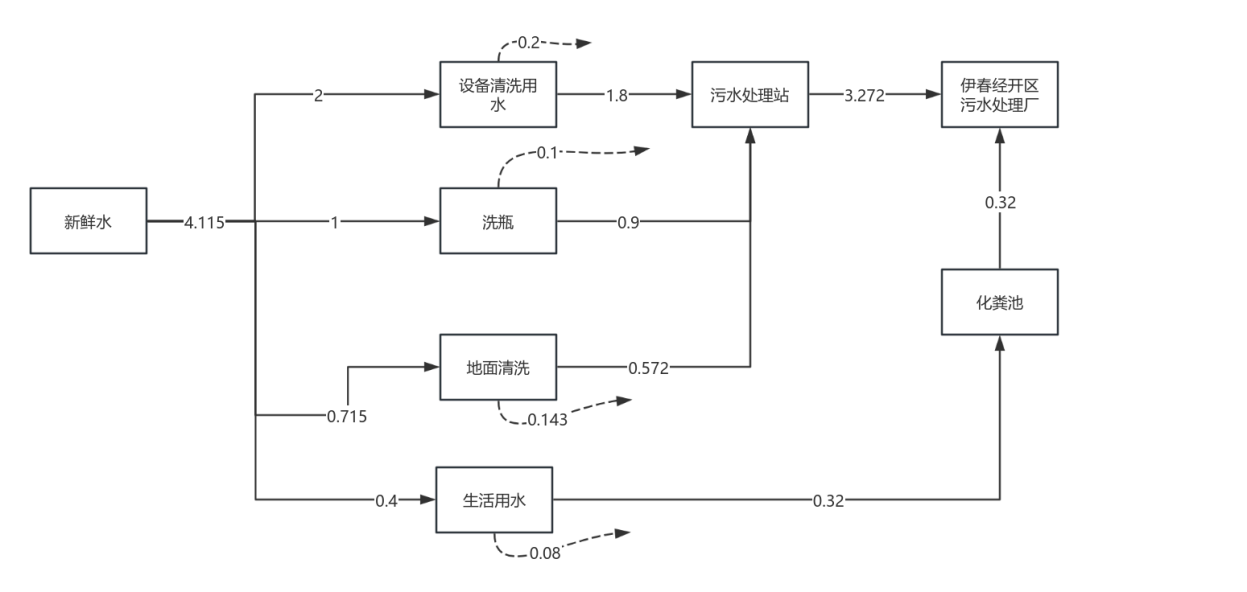 0.2
设备清洗用
水
2
1.8
污水处理站
3.272
伊春经开区
污水处理厂
0.1
新鲜水
4.115
1
洗瓶
0.9
0.32
化粪池
地面清洗
0.572
0.715
0.143
0.4
生活用水
0.32
0.08